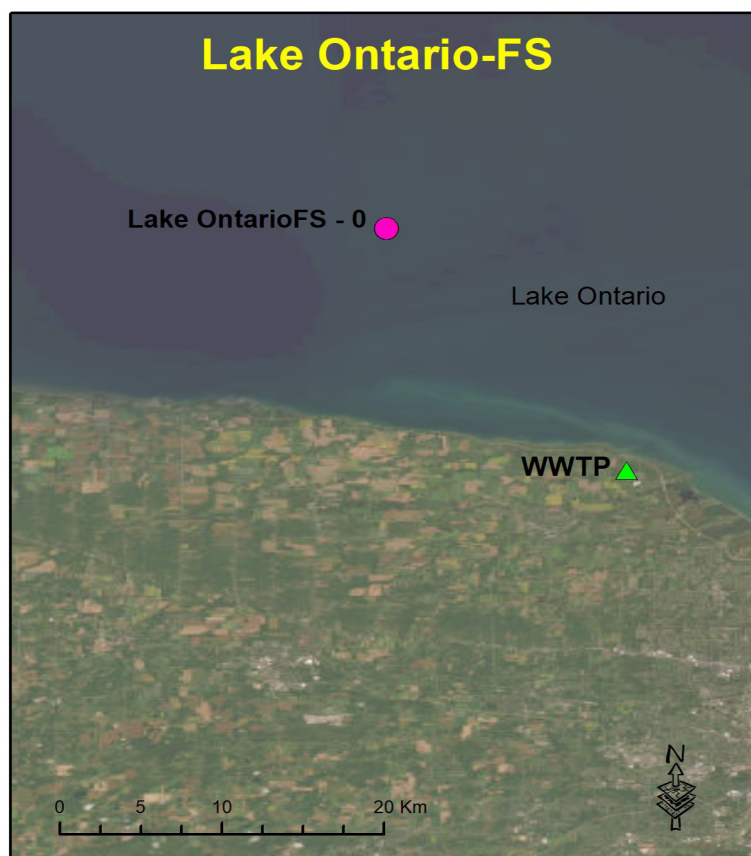 Lake Ontario-FS
Lake OntarioFS - 0
Lake Ontario
WWTP
N
0 5 10 20 Km